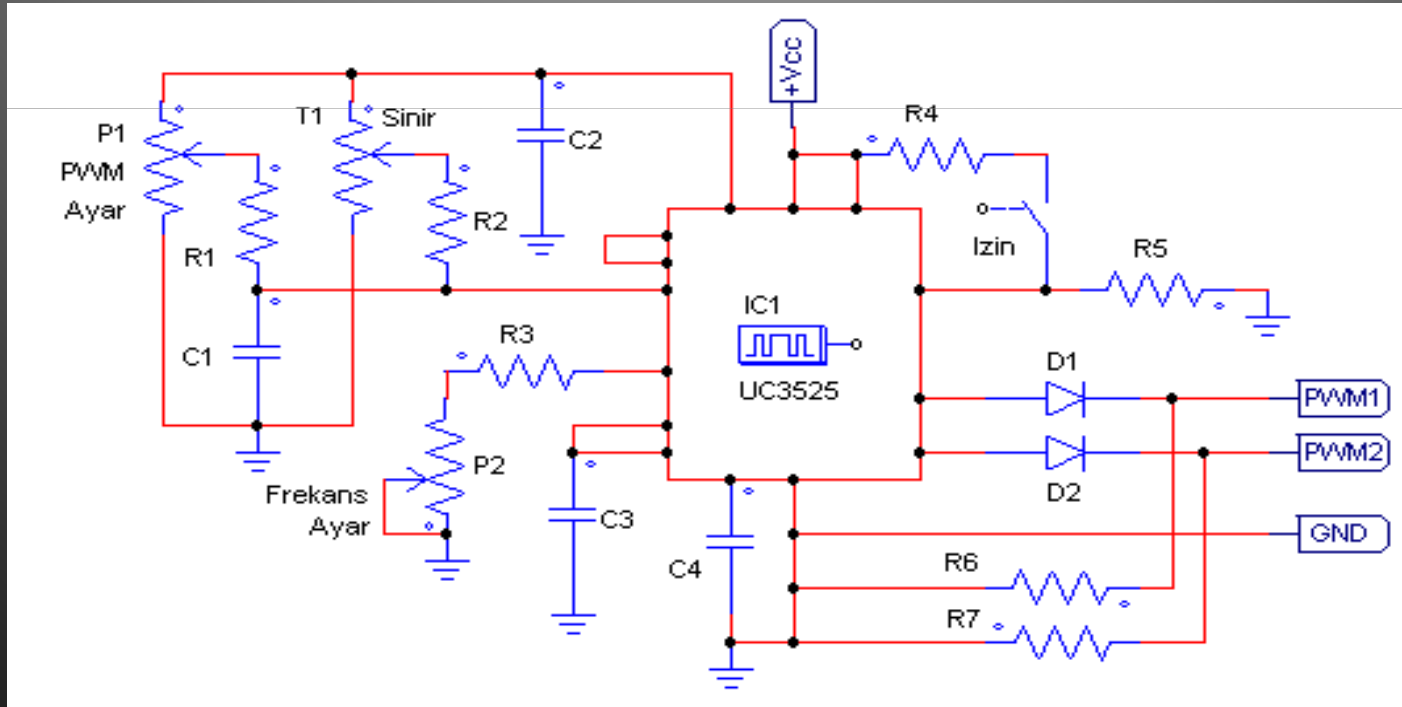 +Vcc
R4
T1
Sinir
P1
PWM
Ayar
C2
R2
R1
Izin
R5
IC1
UC3525
R3
C1
D1
PWM1
P2
PWM2
D2
Frekans
Ayar
C3
GND
C4
R6
R7